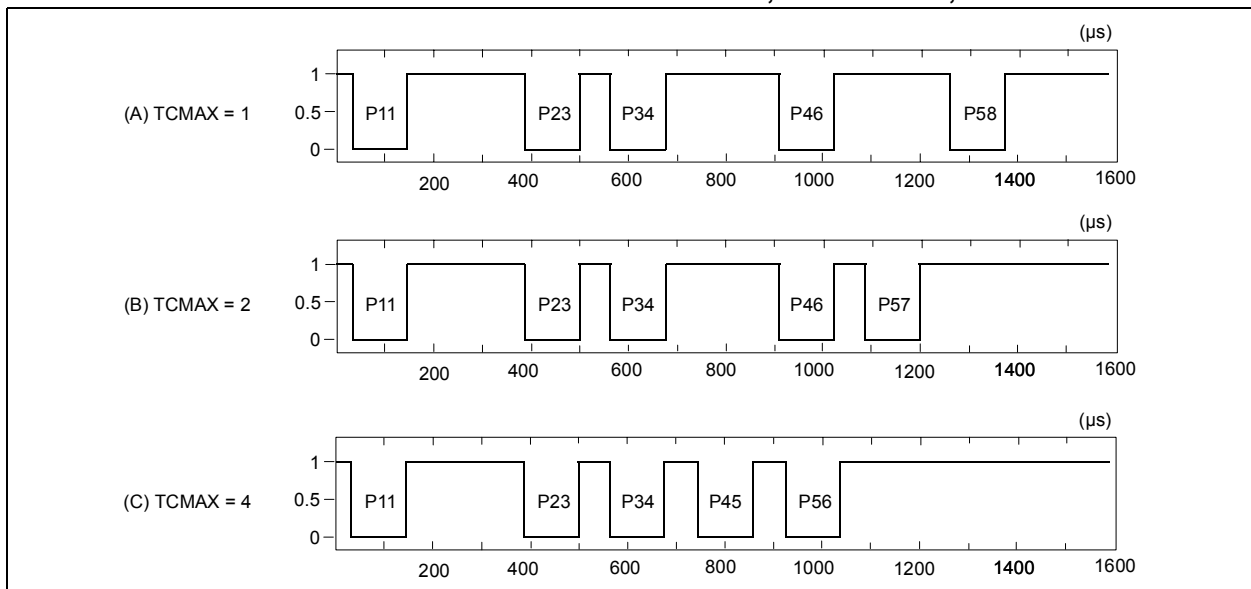 (µs)
1
(A) TCMAX = 1
0.5
P11
P23
P34
P46
P58
0
200
400
600
800
1000
1200
1400
1600
(µs)
1
(B) TCMAX = 2
0.5
P11
P23
P34
P46
P57
0
200
400
600
800
1000
1200
1400
1600
(µs)
1
(C) TCMAX = 4
0.5
P11
P23
P34
P45
P56
0
200
400
600
800
1000
1200
1400
1600